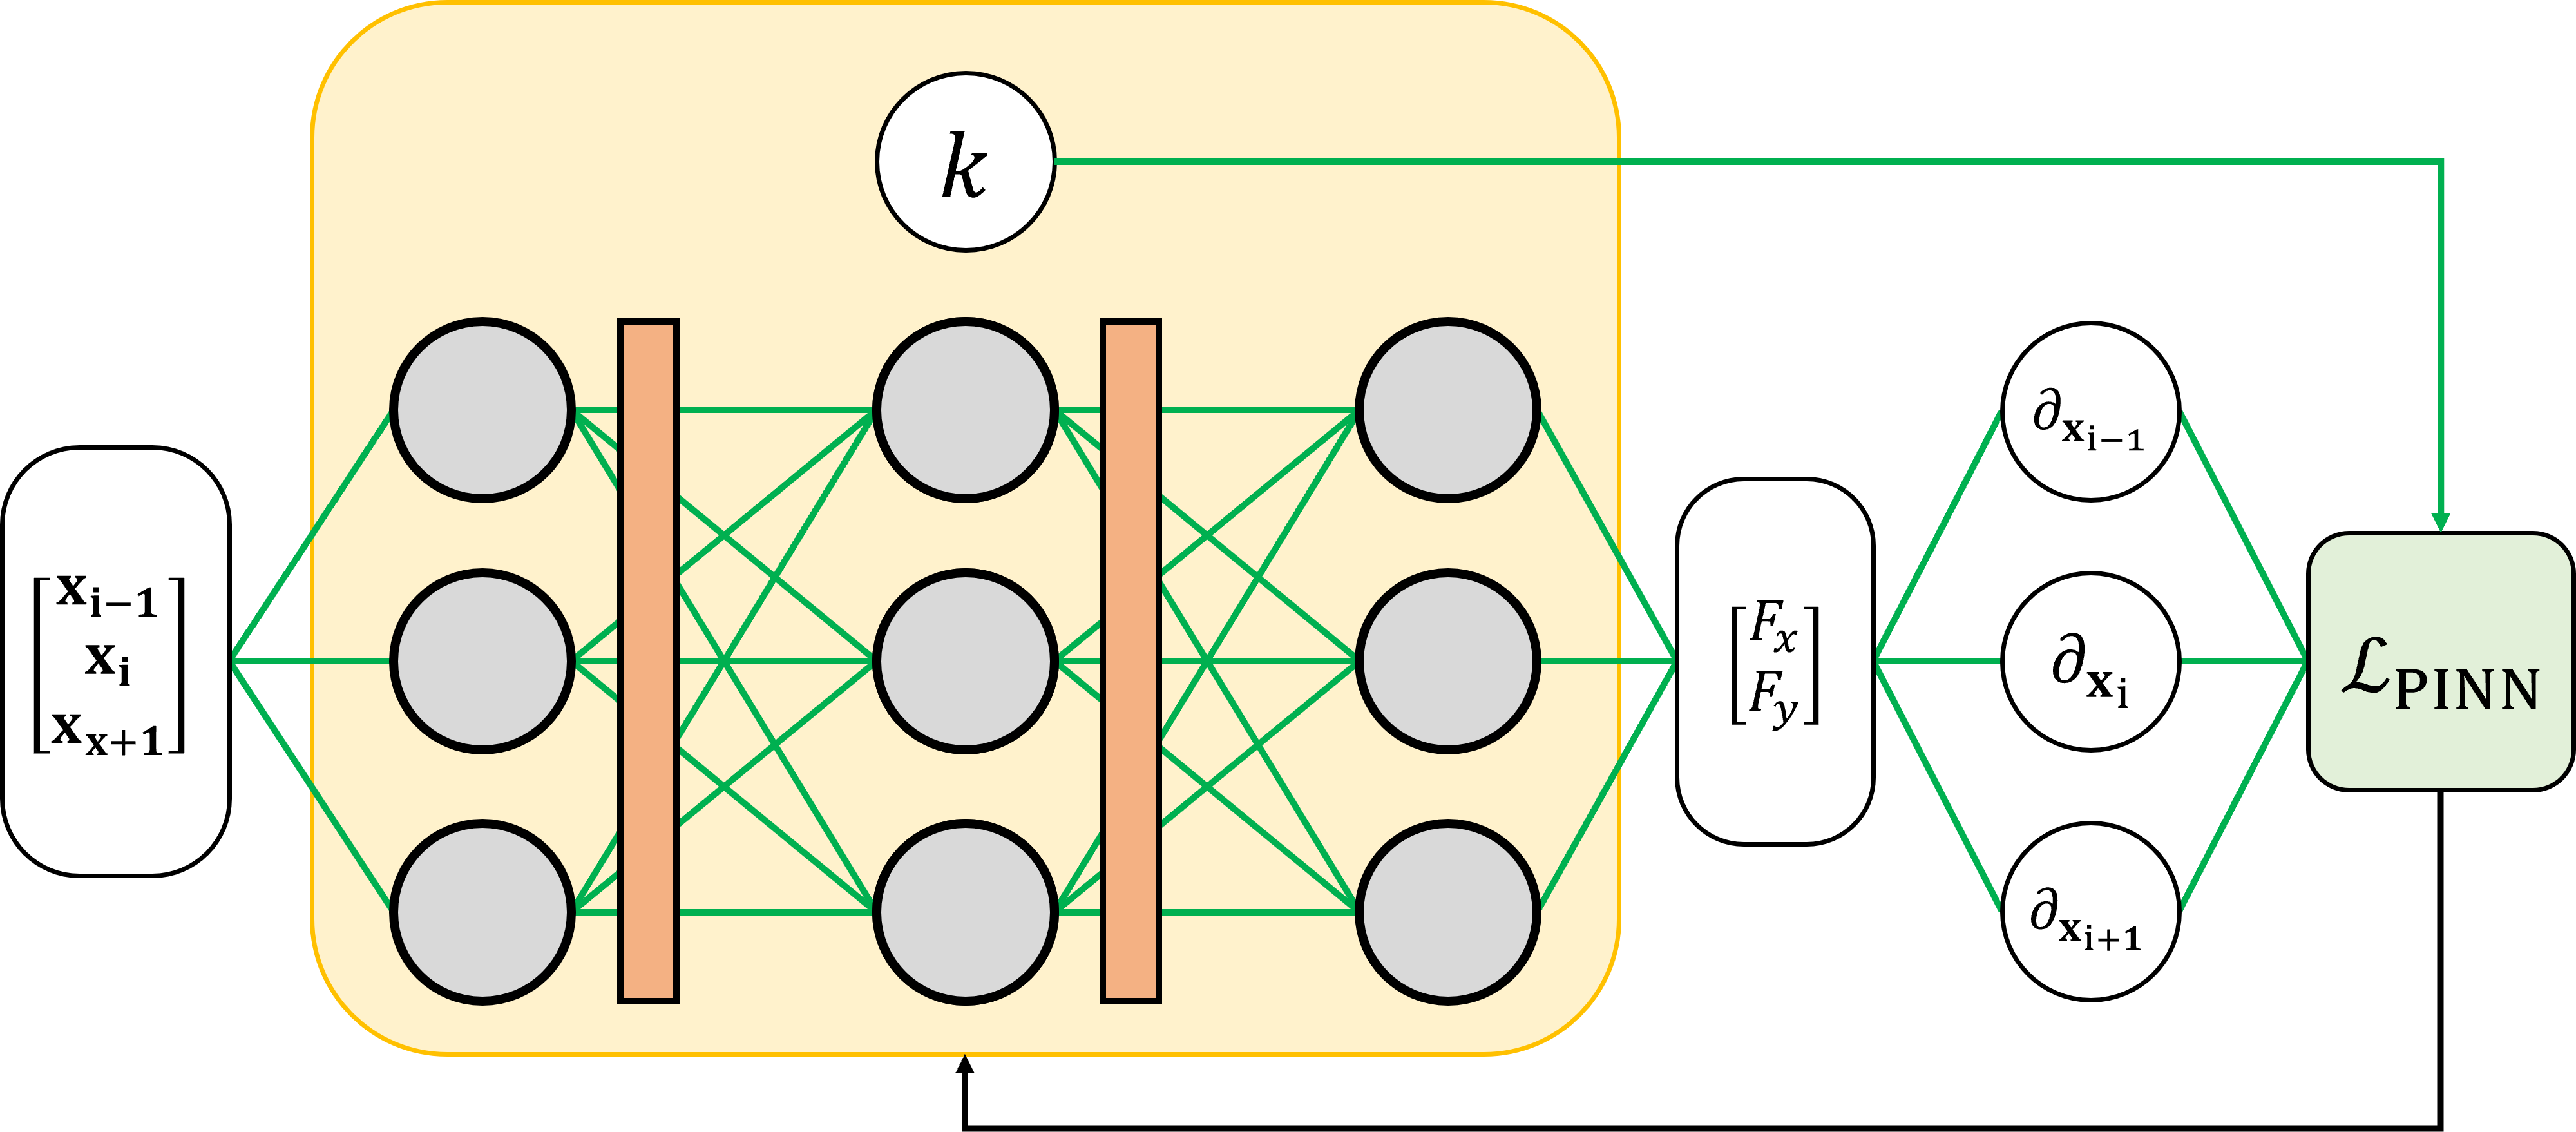 k
x_{i−1}
x_i
x_{x+1}
F_x
F_y
∂_{x_{i−1}}
∂_{x_i}
∂_{x_{i+1}}
ℒ_PINN